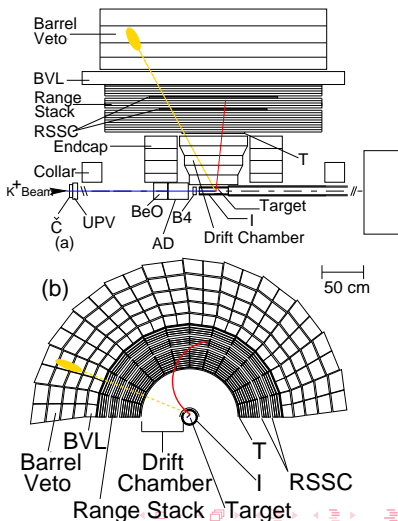 Barrel
Veto
BVL
Range
Stack
RSSC
Endcap
T
Collar
K+ Beam
Č
UPV
(a)
BeO
AD
B4
I
Target
Drift Chamber
50 cm
(b)
BVL
Barrel
Veto
Drift
Chamber
T
RSSC
I
Range Stack
Target